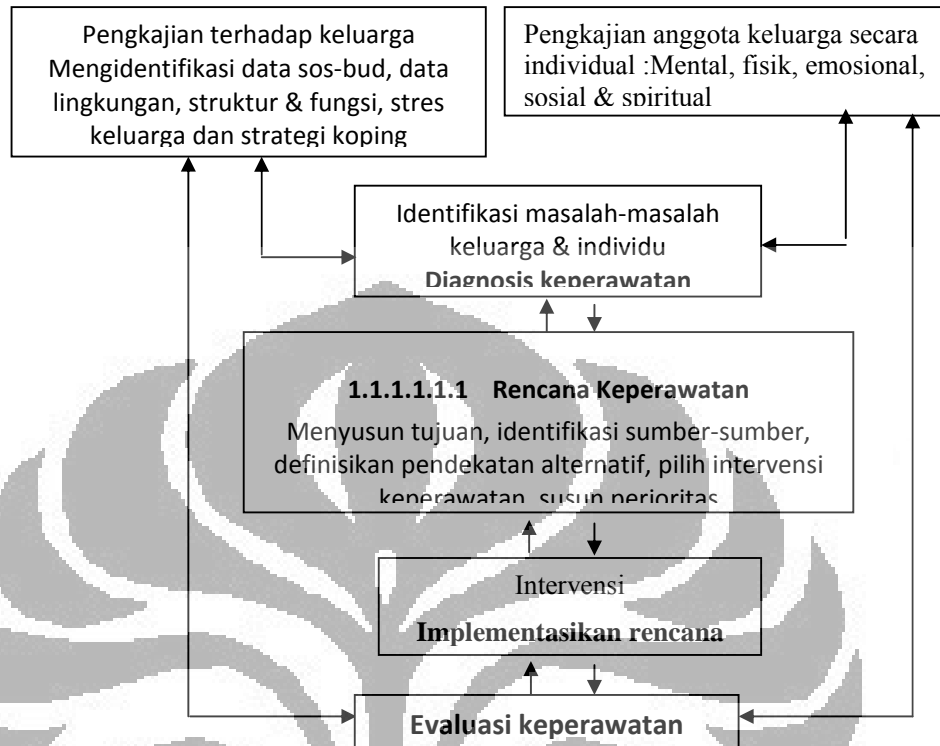 Pengkajian terhadap keluarga
Mengidentifikasi data sos-bud, data
lingkungan, struktur & fungsi, stres
keluarga dan strategi koping
Pengkajian anggota keluarga secara
individual :Mental, fisik, emosional,
sosial & spiritual
Identifikasi masalah-masalah
keluarga & individu
Diagnosis keperawatan
1.1.1.1.1.1 Rencana Keperawatan
Menyusun tujuan, identifikasi sumber-sumber,
definisikan pendekatan alternatif, pilih intervensi
keperawatan, susun perioritas
Intervensi
Implementasikan rencana
Evaluasi keperawatan